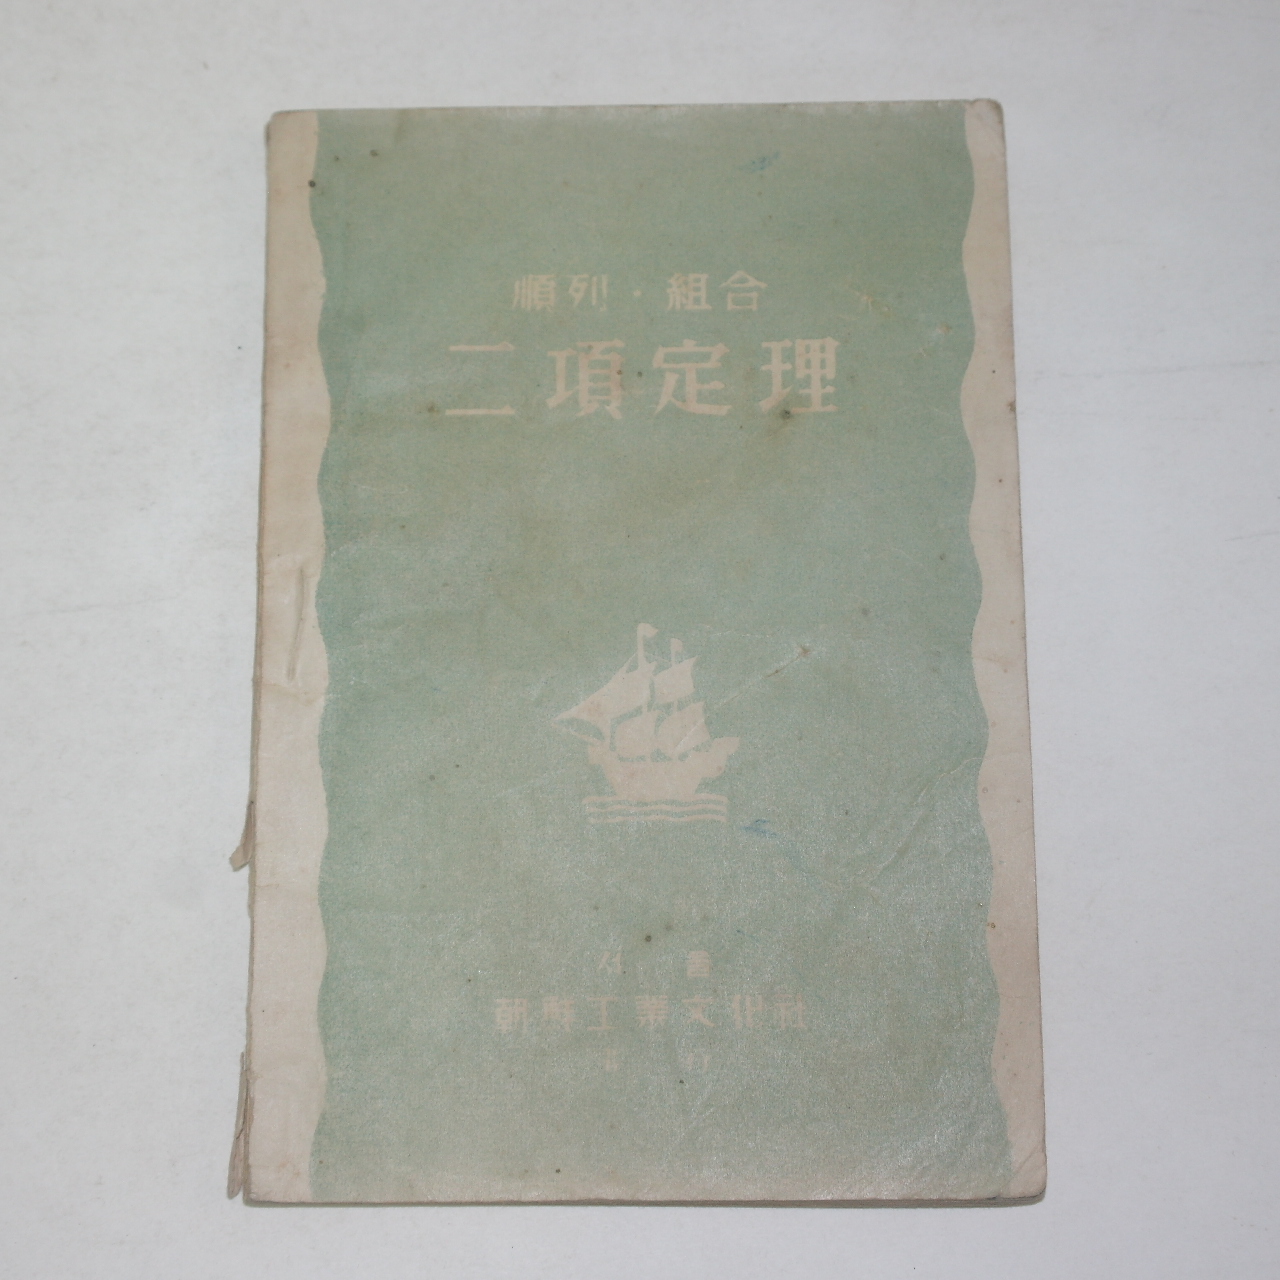 順列・組合
二項定理
朝鮮工業文化社